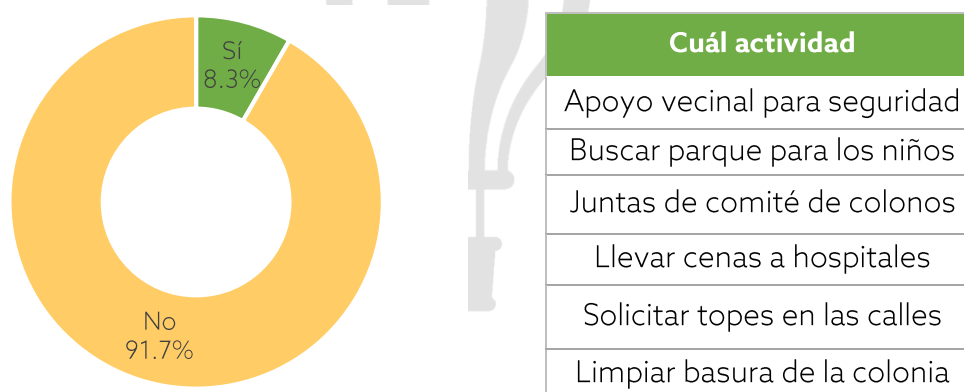 Sí
8.3%
No
91.7%
Cuál actividad
Apoyo vecinal para seguridad
Buscar parque para los niños
Juntas de comité de colonos
Llevar cenas a hospitales
Solicitar topes en las calles
Limpiar basura de la colonia